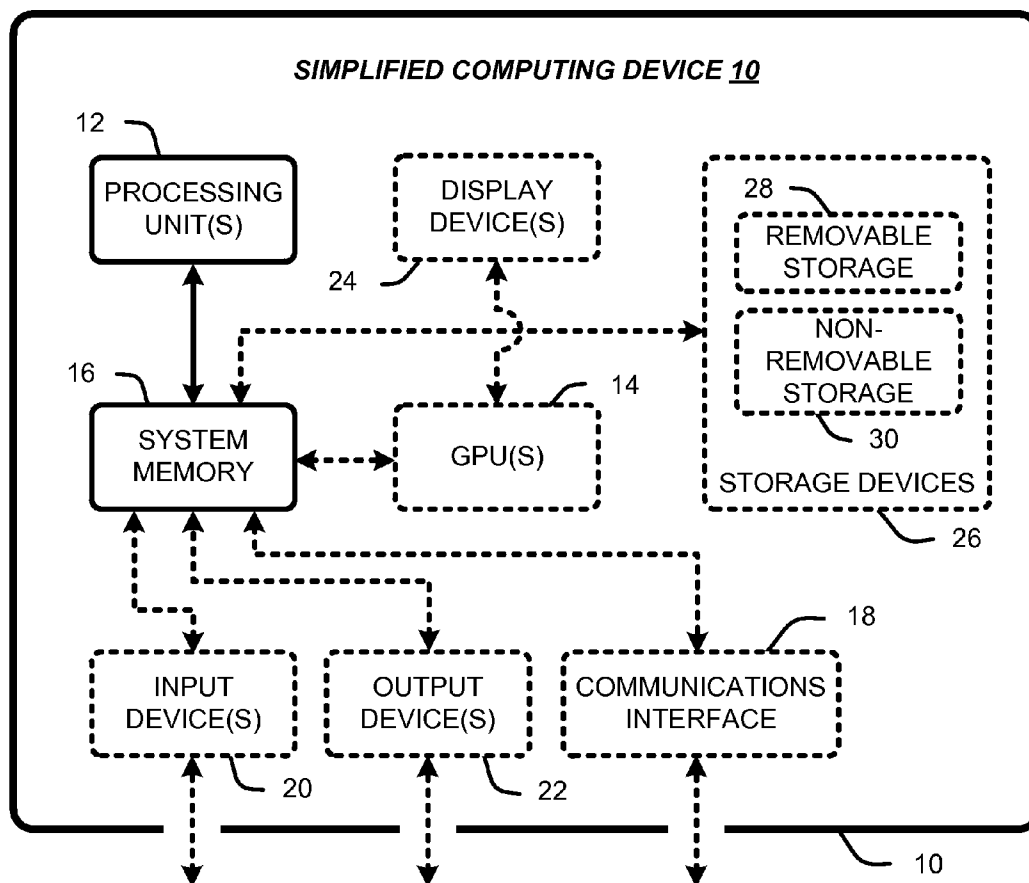 SIMPLIFIED COMPUTING DEVICE 10
12
PROCESSING
UNIT(S)
DISPLAY
DEVICE(S)
24
28
REMOVABLE
STORAGE
NON-
REMOVABLE
STORAGE
30
STORAGE DEVICES
26
16
SYSTEM
MEMORY
14
GPU(S)
INPUT
DEVICE(S)
20
OUTPUT
DEVICE(S)
22
18
COMMUNICATIONS
INTERFACE
10